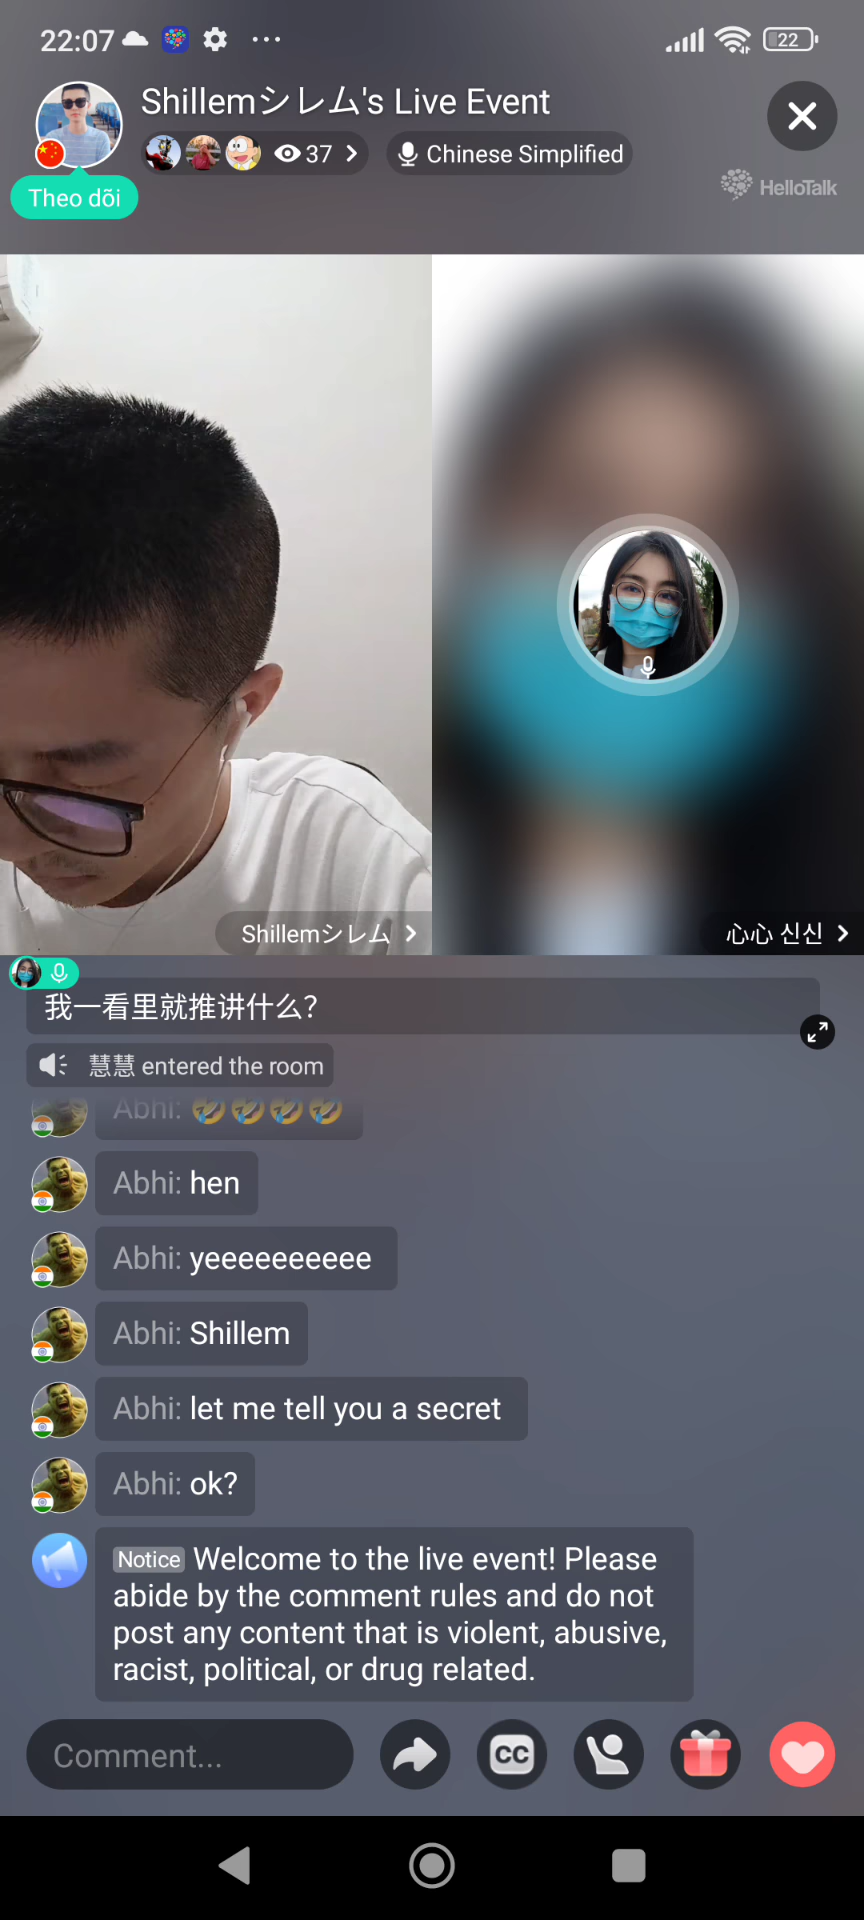 22:07
22
Shillemシレム's Live Event
37
Chinese Simplified
Theo dõi
HelloTalk
Shillemシレム
心心 신신
我一看里就推讲什么?
慧慧 entered the room
Abhi: 🤣🤣🤣🤣
Abhi: hen
Abhi: yeeeeeeeeee
Abhi: Shillem
Abhi: let me tell you a secret
Abhi: ok?
Notice Welcome to the live event! Please
abide by the comment rules and do not
post any content that is violent, abusive,
racist, political, or drug related.
Comment...
CC